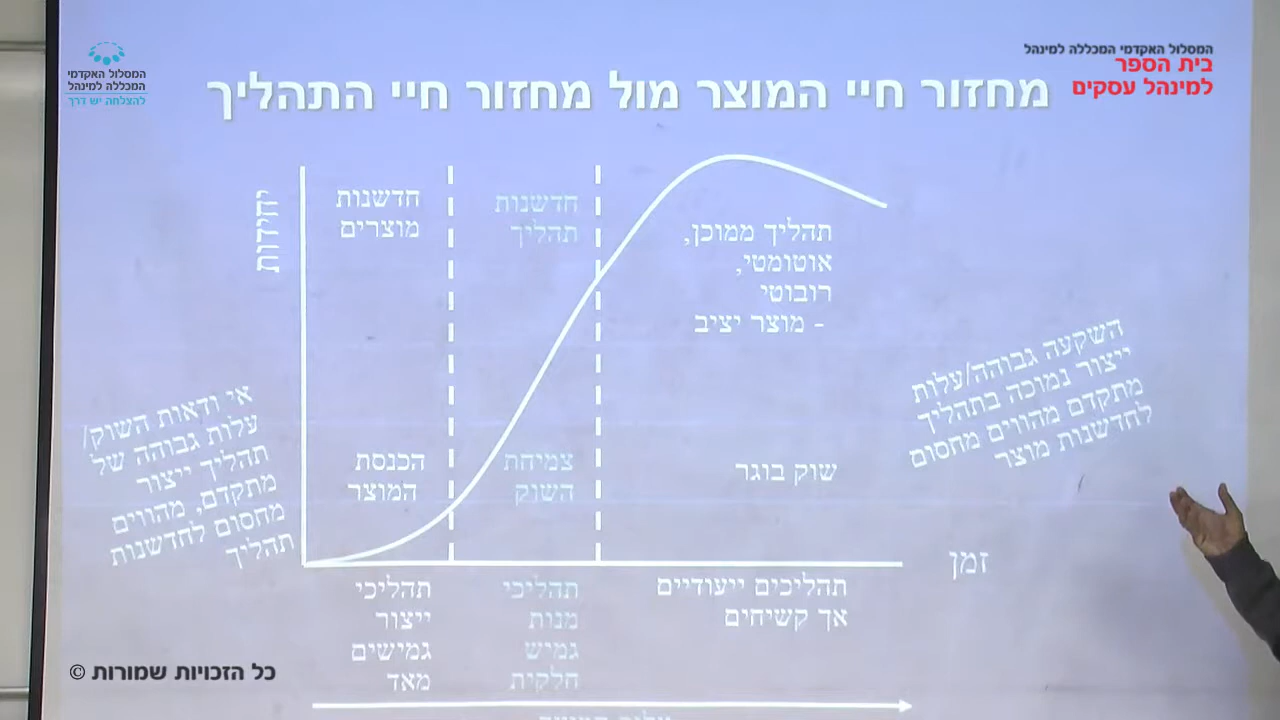 המסלול האקדמי המכללה למינהל
בית הספר
למינהל עסקים
המסלול האקדמי
המכללה למינהל
להצלחה יש דרך
מחזור חיי המוצר מול מחזור חיי התהליך
יחידות
חדשנות
מוצרים
חדשנות
תהליך
תהליך ממוכן,
אוטומטי,
רובוטי
- מוצר יציב
השקעה גבוהה/עלות
ייצור נמוכה בתהליך
מתקדם מהווים מחסום
לחדשנות מוצר
אי ודאות השוק/
עלות גבוהה של
תהליך ייצור
מתקדם, מהווים
מחסום לחדשנות
תהליך
הכנסת
המוצר
צמיחת
השוק
שוק בוגר
זמן
תהליכי
ייצור
גמישים
מאד
תהליכי
מנות
גמיש
חלקית
תהליכים ייעודיים
אך קשיחים
כל הזכויות שמורות ©